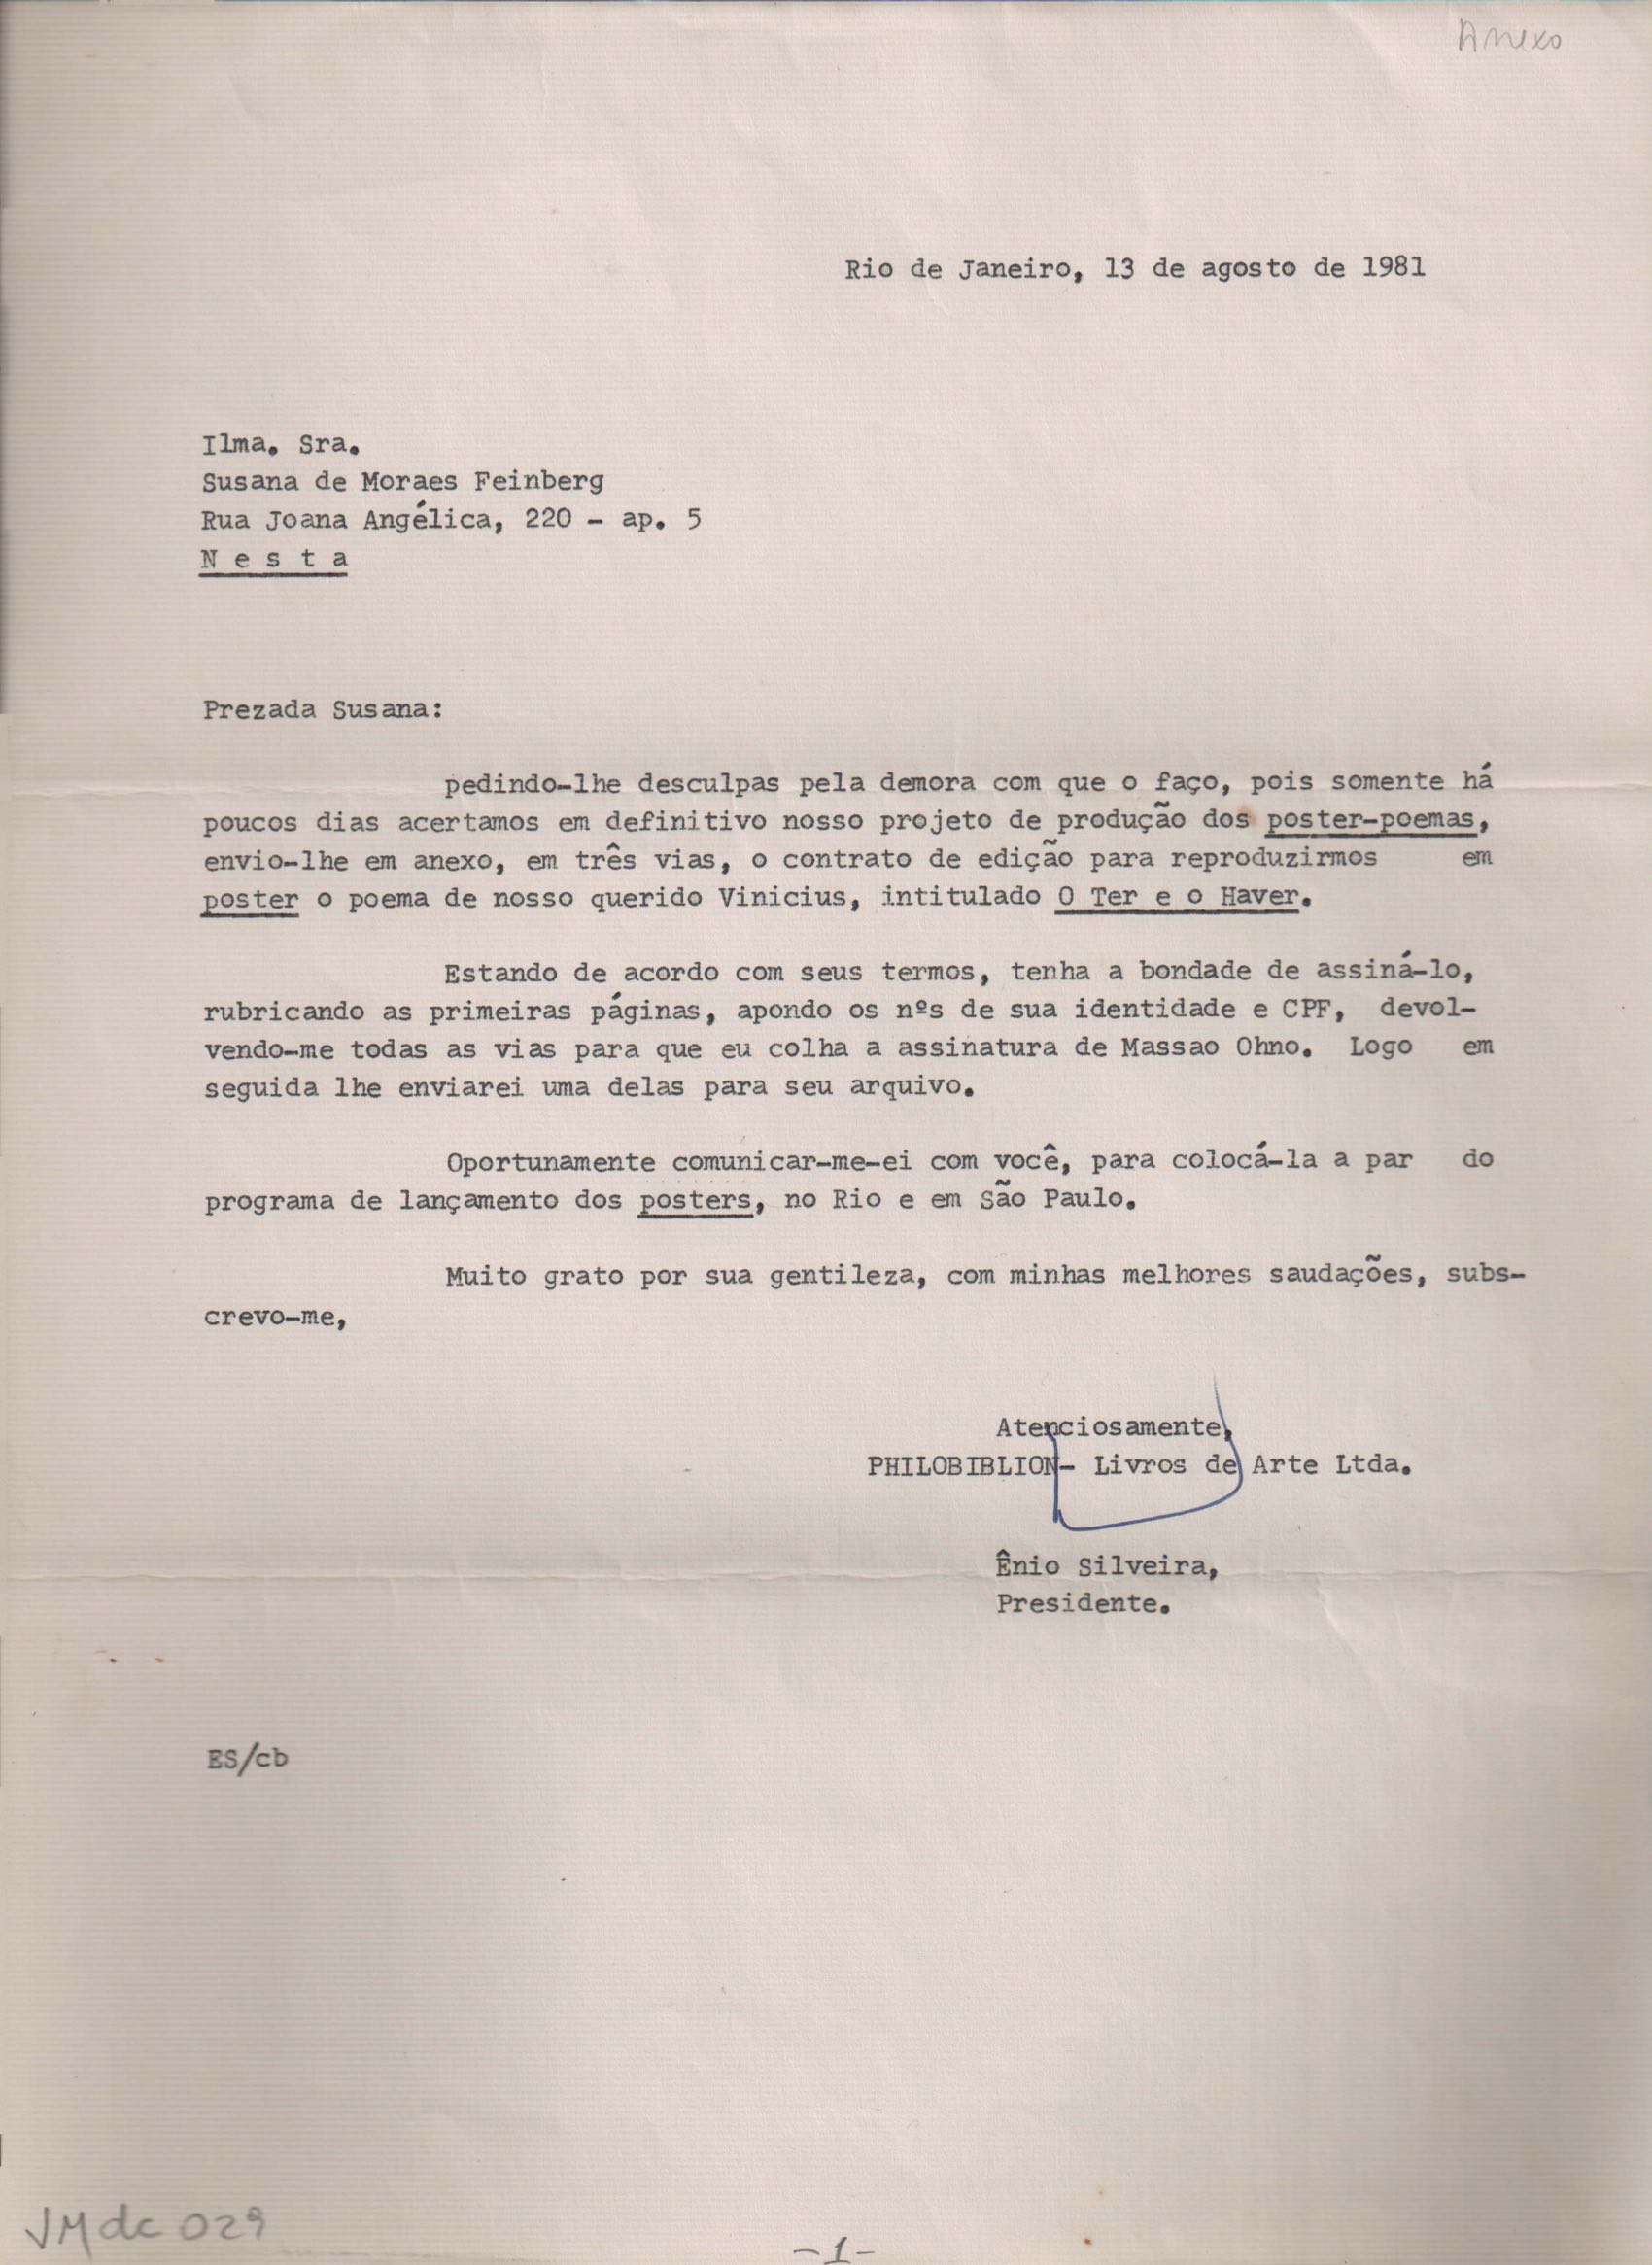 Anexo
Rio de Janeiro, 13 de agosto de 1981
Ilma. Sra.
Susana de Moraes Feinberg
Rua Joana Angélica, 220 - ap. 5
N e s t a
Prezada Susana:
pedindo-lhe desculpas pela demora com que o faço, pois somente há
poucos dias acertamos em definitivo nosso projeto de produção dos poster-poemas,
envio-lhe em anexo, em três vias, o contrato de edição para reproduzirmos em
poster o poema de nosso querido Vinicius, intitulado O Ter e o Haver.
Estando de acordo com seus termos, tenha a bondade de assiná-lo,
rubricando as primeiras páginas, apondo os nºs de sua identidade e CPF, devol-
vendo-me todas as vias para que eu colha a assinatura de Massao Ohno. Logo em
seguida lhe enviarei uma delas para seu arquivo.
Oportunamente comunicar-me-ei com você, para colocá-la a par do
programa de lançamento dos posters, no Rio e em São Paulo.
Muito grato por sua gentileza, com minhas melhores saudações, subs-
crevo-me,
Atenciosamente,
PHILOBIBLION- Livros de Arte Ltda.
Ênio Silveira,
Presidente.
ES/cb
VMdc 029
-1-